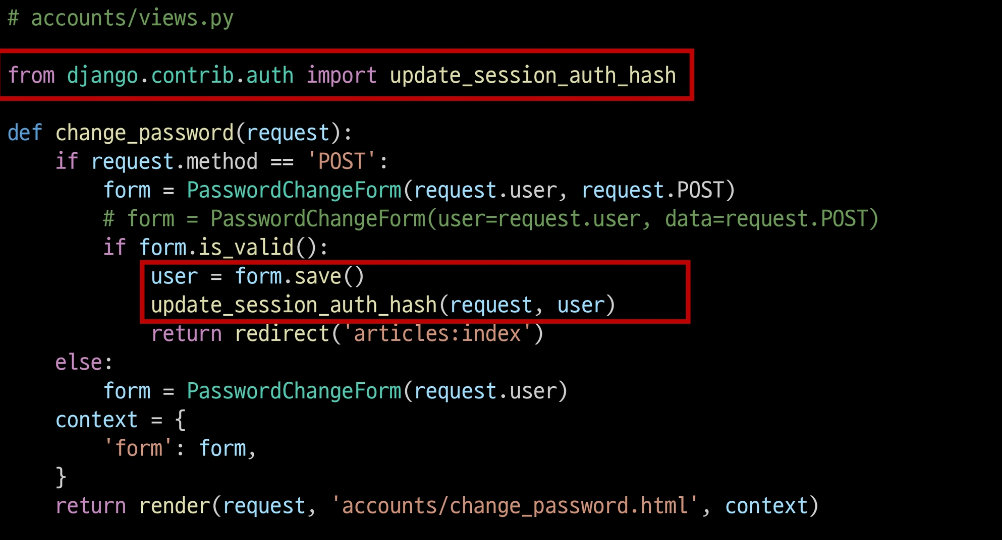 # accounts/views.py
from django.contrib.auth import update_session_auth_hash
def change_password(request):
    if request.method == 'POST':
        form = PasswordChangeForm(request.user, request.POST)
        # form = PasswordChangeForm(user=request.user, data=request.POST)
        if form.is_valid():
            user = form.save()
            update_session_auth_hash(request, user)
            return redirect('articles:index')
    else:
        form = PasswordChangeForm(request.user)
    context = {
        'form': form,
    }
    return render(request, 'accounts/change_password.html', context)